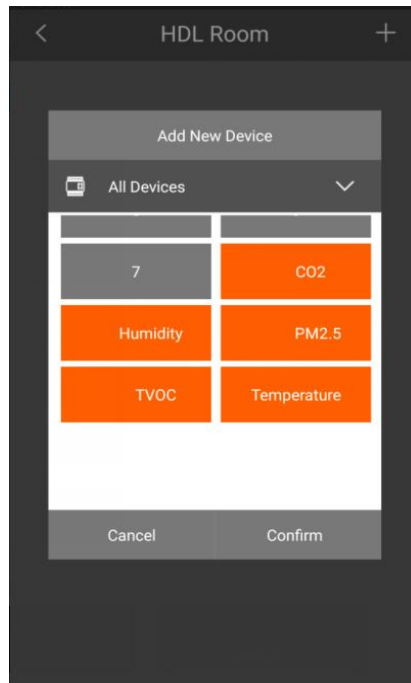 HDL Room
Add New Device
All Devices
7
CO2
Humidity
PM2.5
TVOC
Temperature
Cancel
Confirm